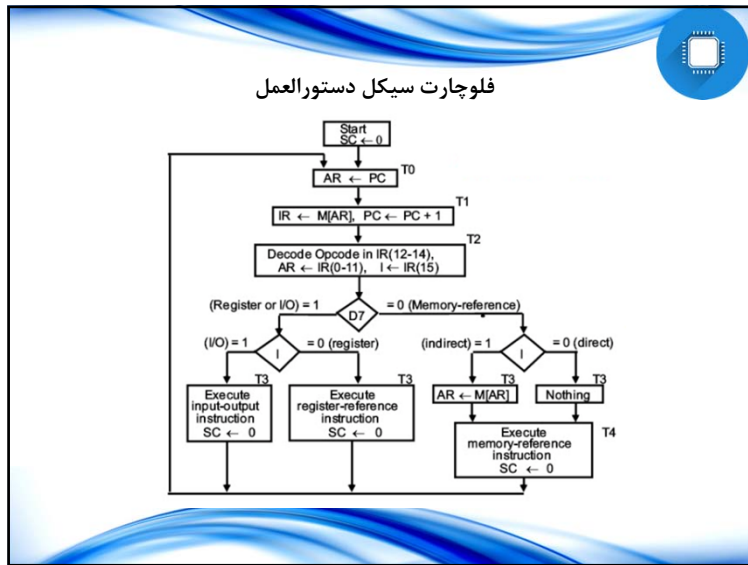 فلوچارت سیکل دستورالعمل
Start
SC ← 0
T0
AR ← PC
T1
IR ← M[AR], PC ← PC + 1
T2
Decode Opcode in IR(12-14),
AR ← IR(0-11), I ← IR(15)
(Register or I/O) = 1
D7
= 0 (Memory-reference)
(I/O) = 1
I
= 0 (register)
(indirect) = 1
I
= 0 (direct)
T3
Execute
input-output
instruction
SC ← 0
T3
Execute
register-reference
instruction
SC ← 0
T3
AR ← M[AR]
T3
Nothing
T4
Execute
memory-reference
instruction
SC ← 0